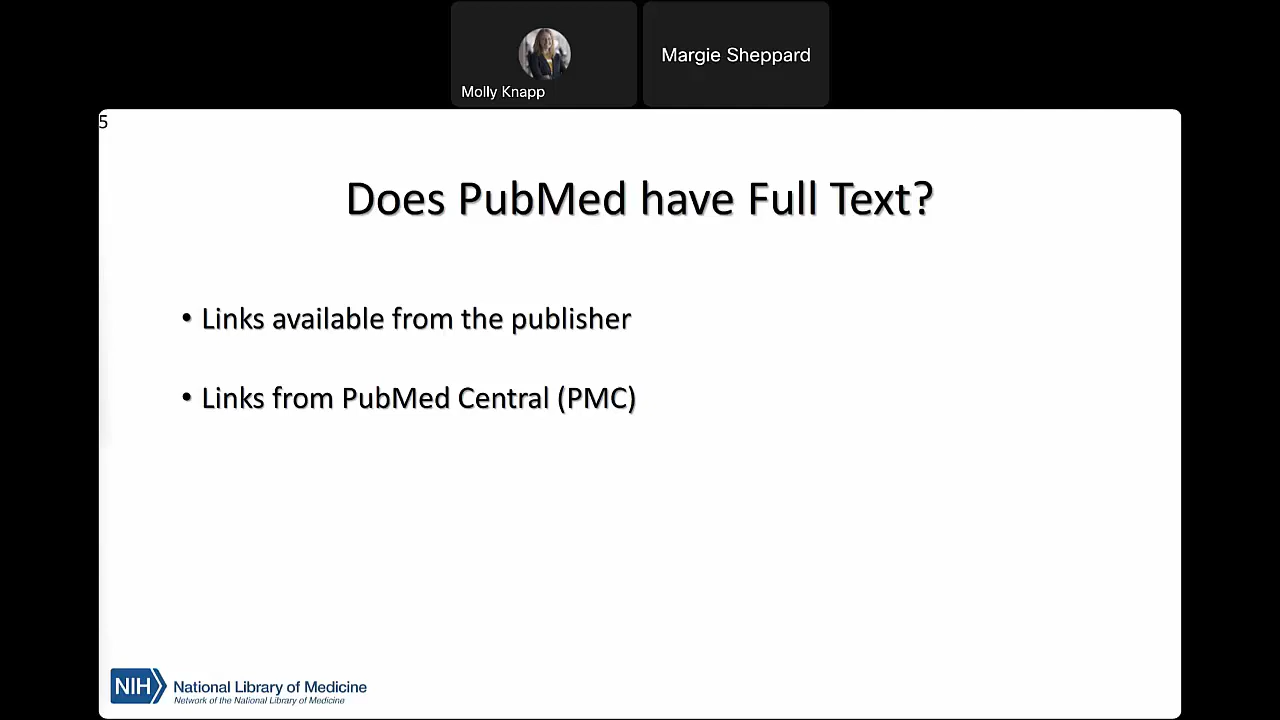 Molly Knapp
Margie Sheppard
5
Does PubMed have Full Text?
• Links available from the publisher
• Links from PubMed Central (PMC)
NIH National Library of Medicine
Network of the National Library of Medicine